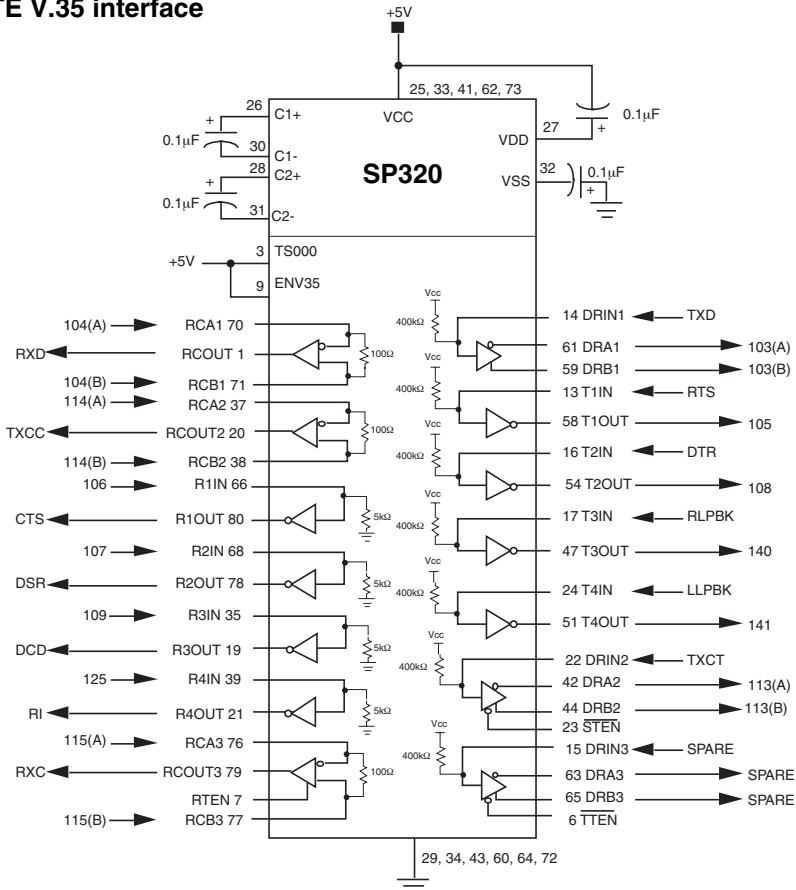 TE V.35 interface
+5V
25, 33, 41, 62, 73
VCC
26 C1+
+
0.1µF
30 C1-
28 C2+
+
0.1µF
31 C2-
SP320
VDD 27
+ 0.1µF
VSS 32
+ 0.1µF
+5V
3 TS000
9 ENV35
104(A) RCA1 70
RXD RCOUT 1
100Ω
104(B) RCB1 71
114(A) RCA2 37
TXCC RCOUT2 20
100Ω
114(B) RCB2 38
106 R1IN 66
CTS R1OUT 80
5kΩ
107 R2IN 68
DSR R2OUT 78
5kΩ
109 R3IN 35
DCD R3OUT 19
5kΩ
125 R4IN 39
RI R4OUT 21
5kΩ
115(A) RCA3 76
RXC RCOUT3 79
100Ω
RTEN 7
115(B) RCB3 77
Vcc
400kΩ
14 DRIN1 TXD
61 DRA1 103(A)
59 DRB1 103(B)
Vcc
400kΩ
13 T1IN RTS
58 T1OUT 105
Vcc
400kΩ
16 T2IN DTR
54 T2OUT 108
Vcc
400kΩ
17 T3IN RLPBK
47 T3OUT 140
Vcc
400kΩ
24 T4IN LLPBK
51 T4OUT 141
Vcc
400kΩ
22 DRIN2 TXCT
42 DRA2 113(A)
44 DRB2 113(B)
23 STEN
Vcc
400kΩ
15 DRIN3 SPARE
63 DRA3 SPARE
65 DRB3 SPARE
6 TTEN
29, 34, 43, 60, 64, 72